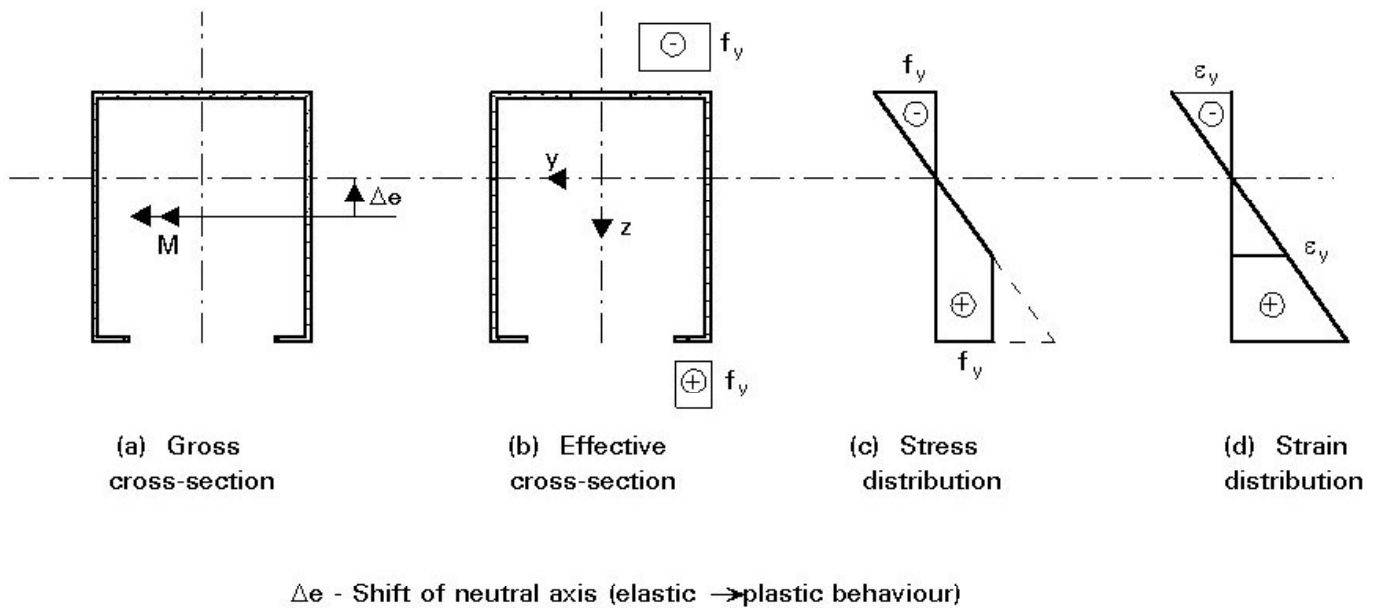 ⊖ f_y
f_y
⊖
ε_y
⊖
y
Δe
M
z
ε_y
⊕
⊕
f_y
⊕ f_y
(a) Gross
cross-section
(b) Effective
cross-section
(c) Stress
distribution
(d) Strain
distribution
Δe - Shift of neutral axis (elastic → plastic behaviour)